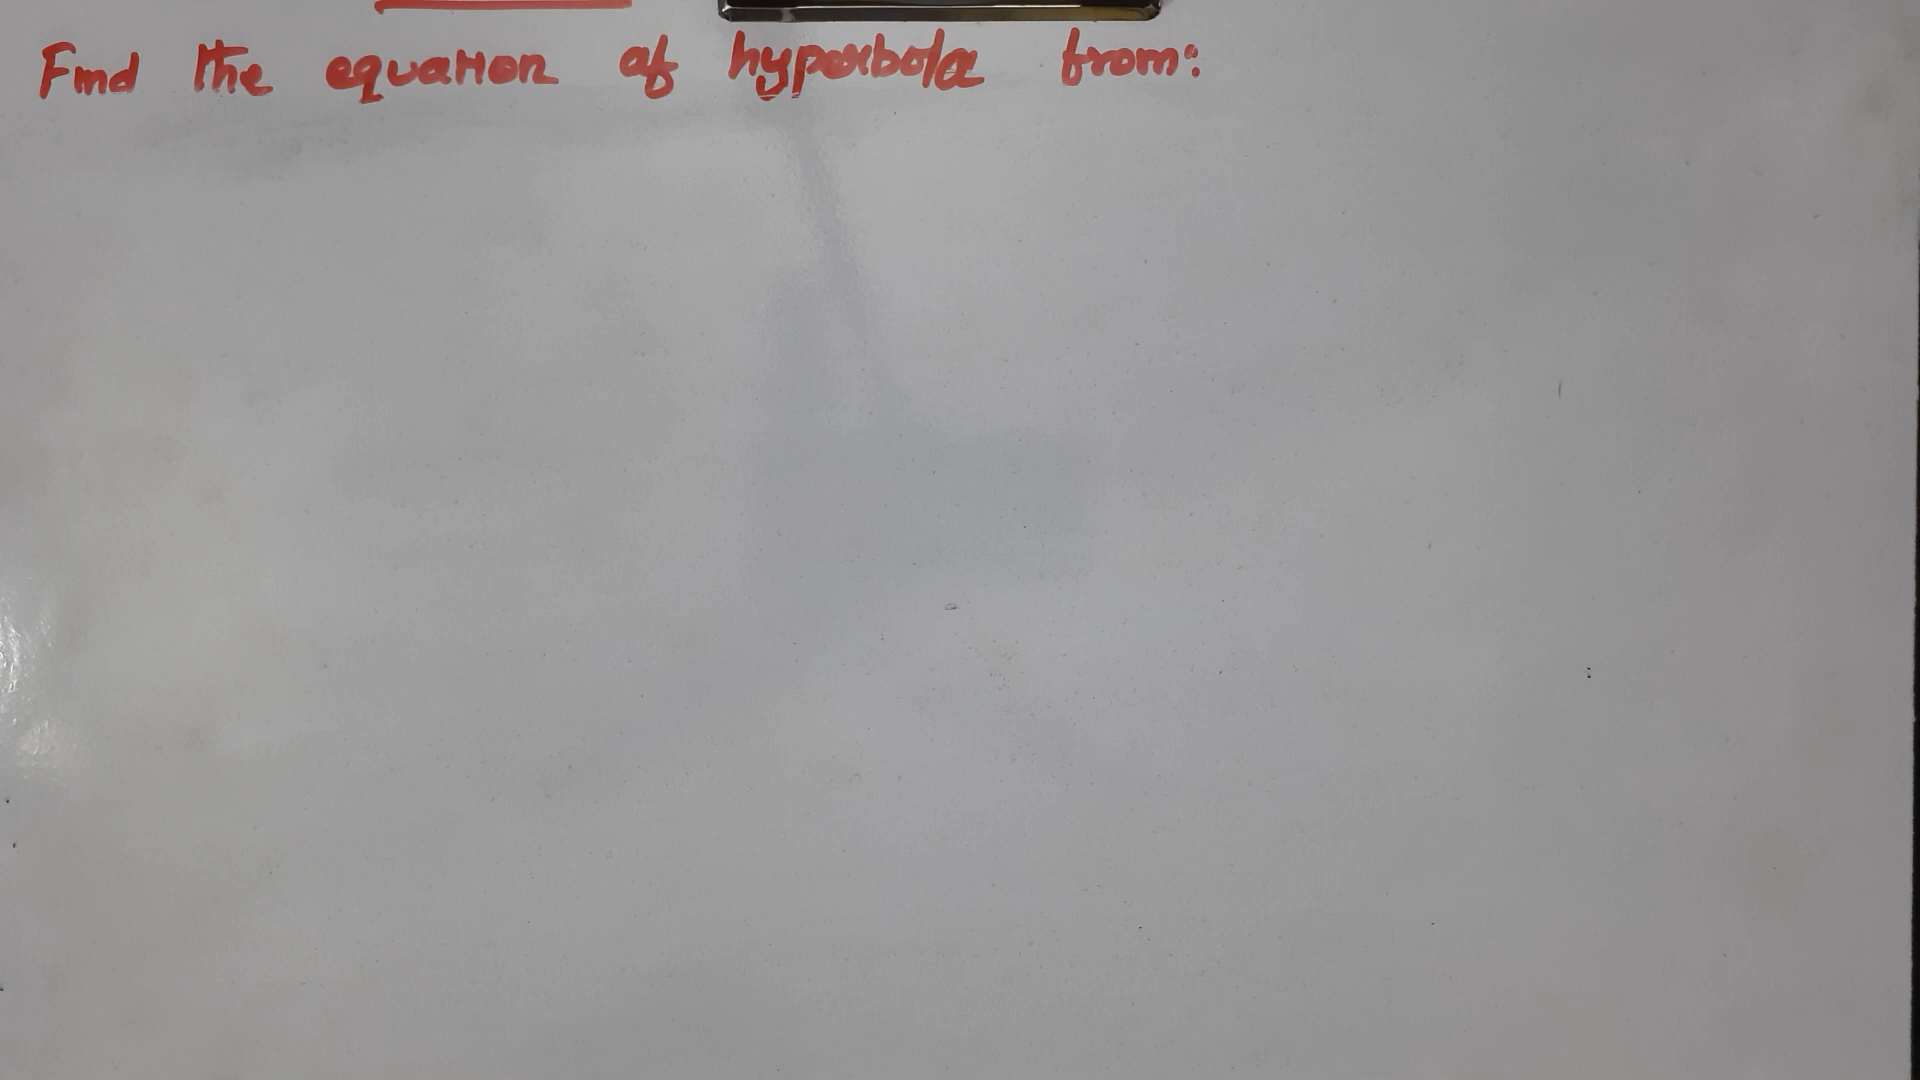 Find the equation of hyperbola from: